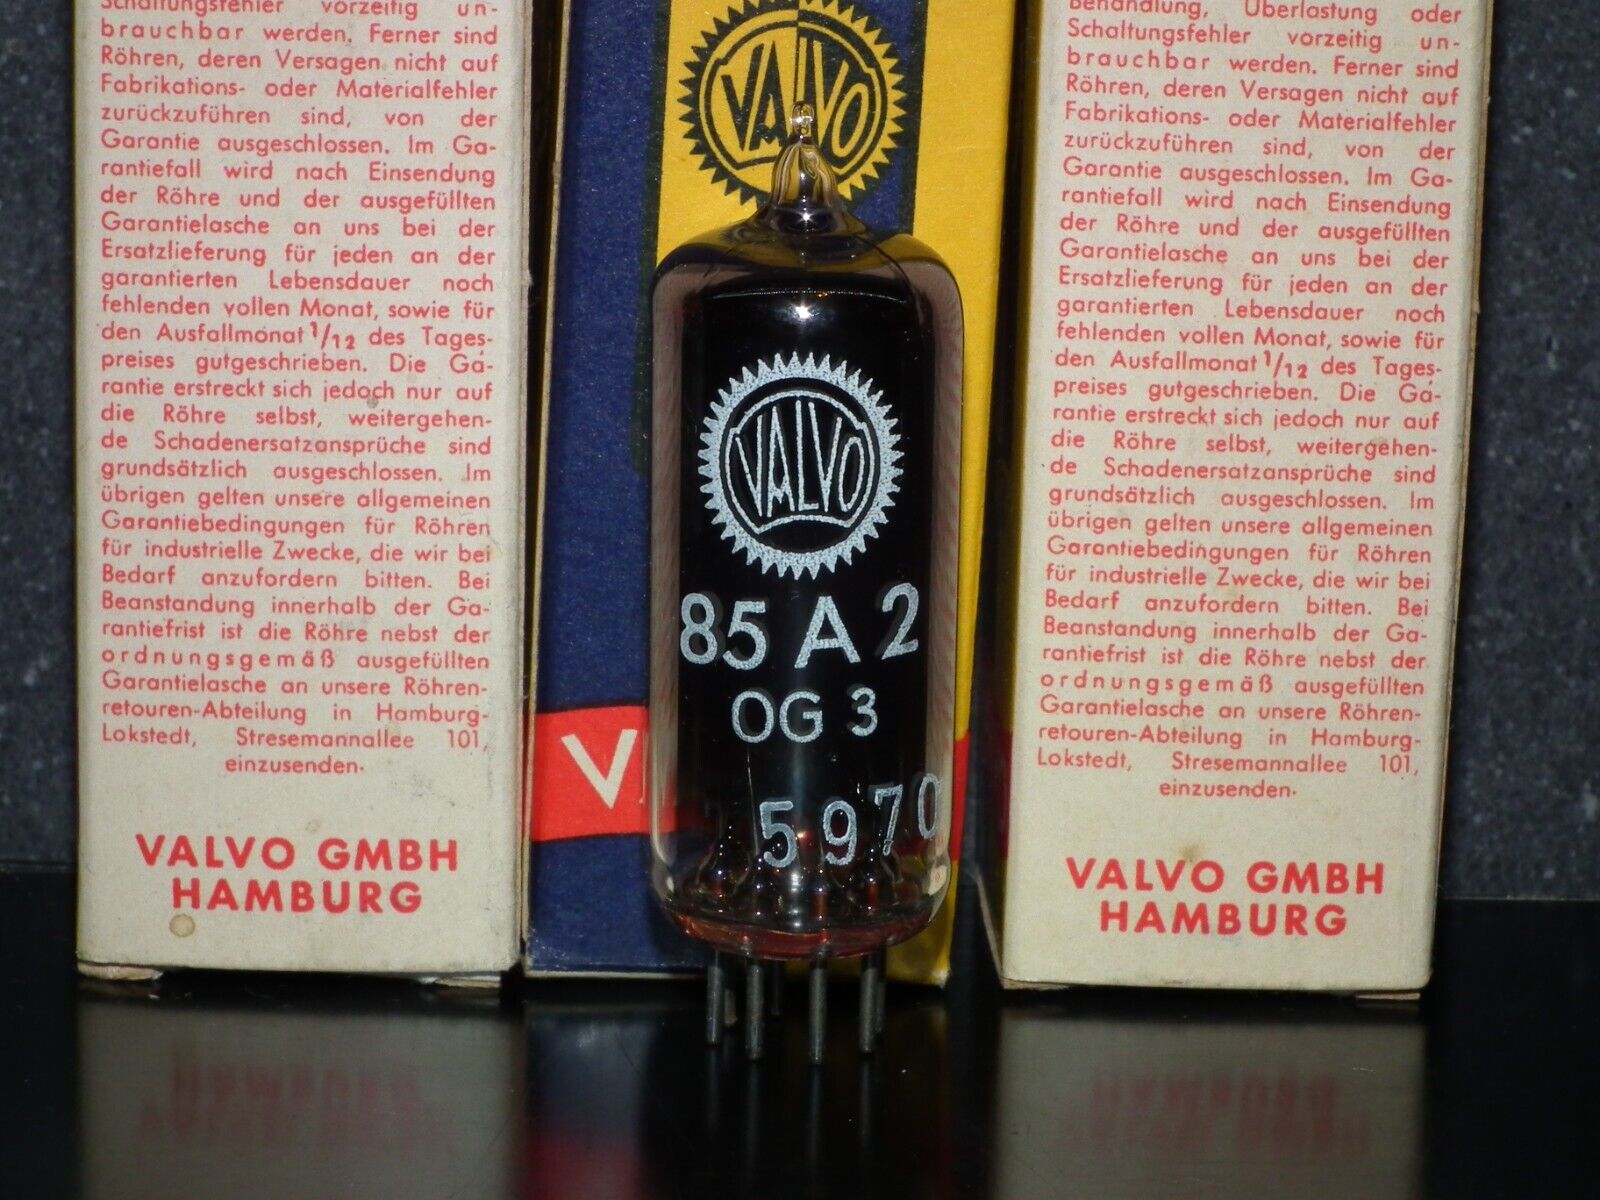 Schaltungsfehler vorzeitig un-
brauchbar werden. Ferner sind
Röhren, deren Versagen nicht auf
Fabrikations- oder Materialfehler
zurückzuführen sind, von der
Garantie ausgeschlossen. Im Ga-
rantiefall wird nach Einsendung
der Röhre und der ausgefüllten
Garantielasche an uns bei der
Ersatzlieferung für jeden an der
garantierten Lebensdauer noch
fehlenden vollen Monat, sowie für
den Ausfallmonat 1/12 des Tages-
preises gutgeschrieben. Die Ga-
rantie erstreckt sich jedoch nur auf
die Röhre selbst, weitergehen-
de Schadenersatzansprüche sind
grundsätzlich ausgeschlossen. Im
übrigen gelten unsere allgemeinen
Garantiebedingungen für Röhren
für industrielle Zwecke, die wir bei
Bedarf anzufordern bitten. Bei
Beanstandung innerhalb der Ga-
rantiefrist ist die Röhre nebst der
ordnungsgemäß ausgefüllten
Garantielasche an unsere Röhren-
retouren-Abteilung in Hamburg-
Lokstedt, Stresemannallee 101,
einzusenden.
VALVO GMBH
HAMBURG
VALVO
V
VALVO
85 A 2
OG 3
5970
Behandlung, Überlastung oder
Schaltungsfehler vorzeitig un-
brauchbar werden. Ferner sind
Röhren, deren Versagen nicht auf
Fabrikations- oder Materialfehler
zurückzuführen sind, von der
Garantie ausgeschlossen. Im Ga-
rantiefall wird nach Einsendung
der Röhre und der ausgefüllten
Garantielasche an uns bei der
Ersatzlieferung für jeden an der
garantierten Lebensdauer noch
fehlenden vollen Monat, sowie für
den Ausfallmonat 1/12 des Tages-
preises gutgeschrieben. Die Ga-
rantie erstreckt sich jedoch nur auf
die Röhre selbst, weitergehen-
de Schadenersatzansprüche sind
grundsätzlich ausgeschlossen. Im
übrigen gelten unsere allgemeinen
Garantiebedingungen für Röhren
für industrielle Zwecke, die wir bei
Bedarf anzufordern bitten. Bei
Beanstandung innerhalb der Ga-
rantiefrist ist die Röhre nebst der
ordnungsgemäß ausgefüllten
Garantielasche an unsere Röhren-
retouren-Abteilung in Hamburg-
Lokstedt, Stresemannallee 101,
einzusenden.
VALVO GMBH
HAMBURG